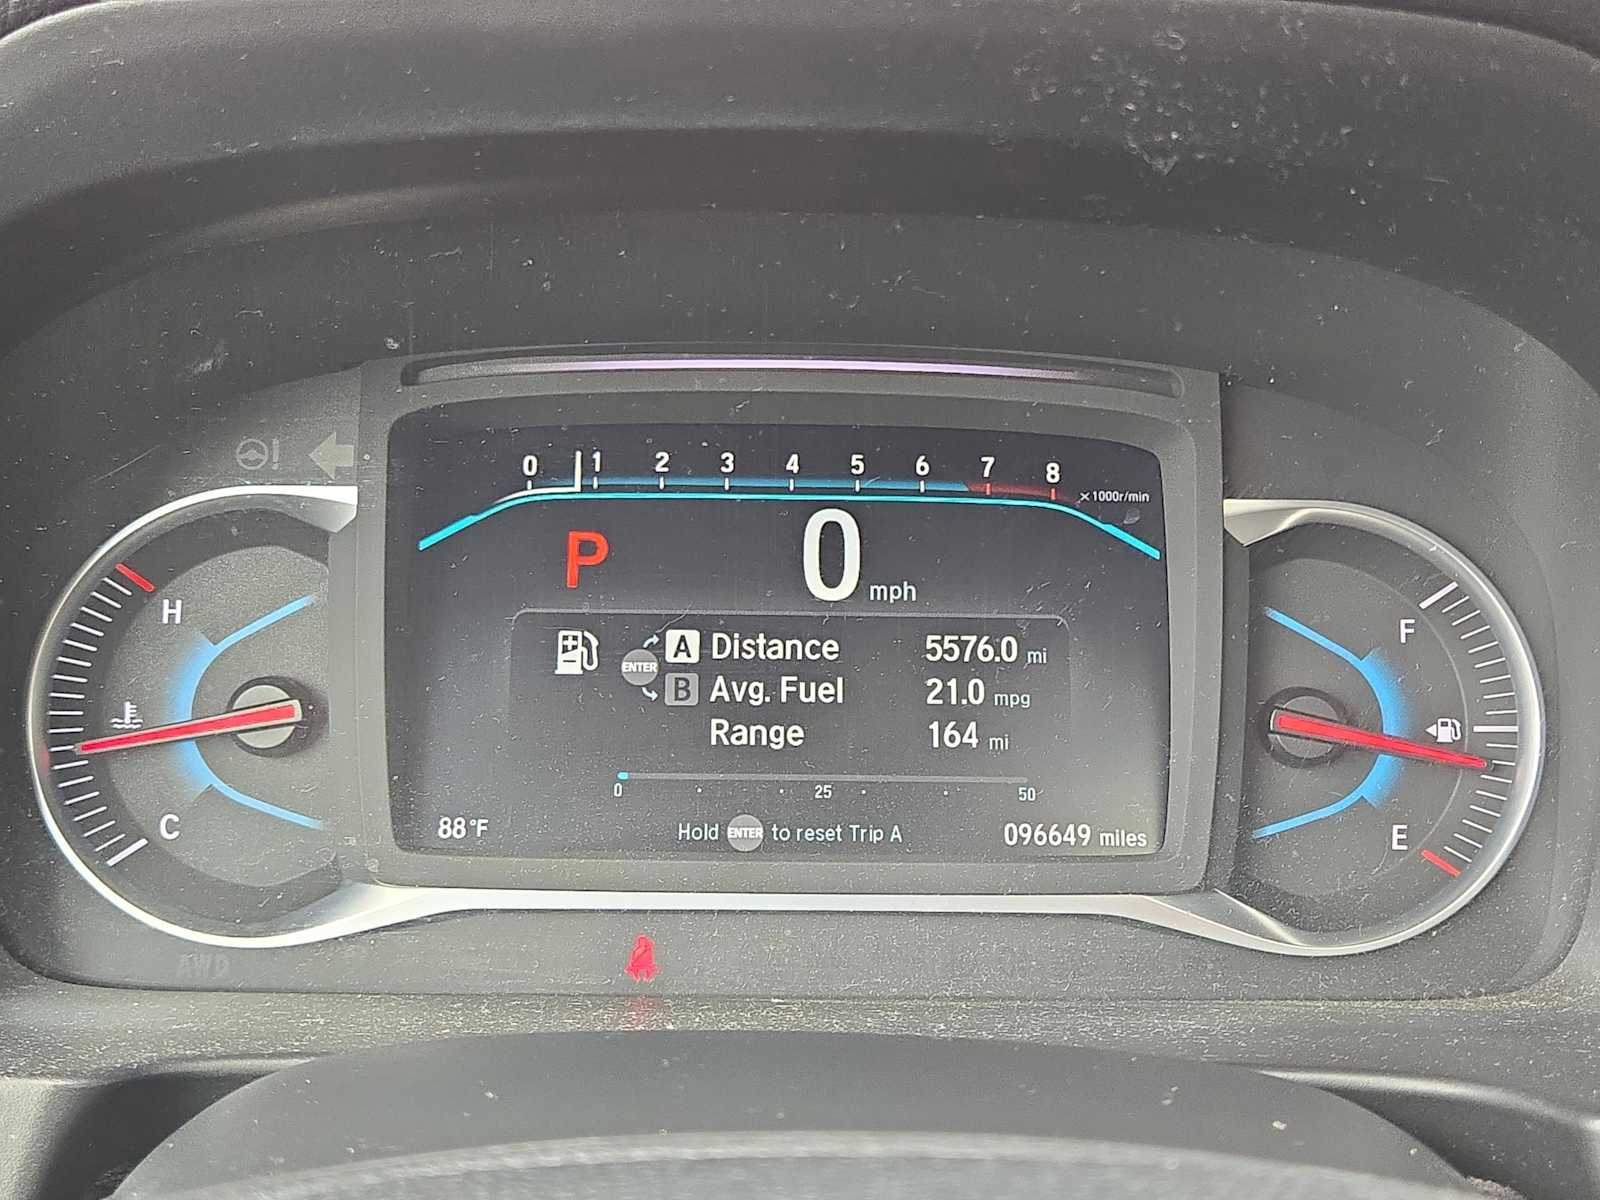 0 1 2 3 4 5 6 7 8
×1000r/min
P 0 mph
H
C
F
E
ENTER A Distance 5576.0 mi
B Avg. Fuel 21.0 mpg
Range 164 mi
0 25 50
88°F
Hold ENTER to reset Trip A
096649 miles
AWD